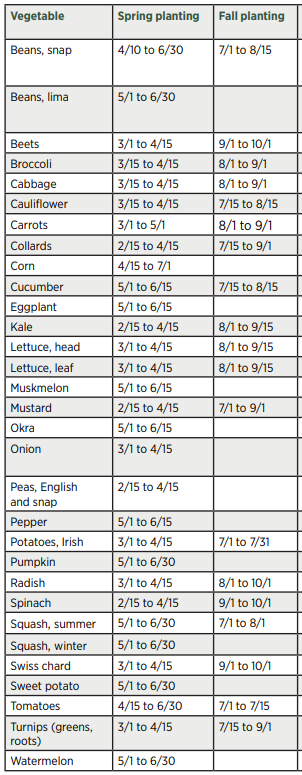 Vegetable Spring planting Fall planting
Beans, snap 4/10 to 6/30 7/1 to 8/15
Beans, lima 5/1 to 6/30
Beets 3/1 to 4/15 9/1 to 10/1
Broccoli 3/15 to 4/15 8/1 to 9/1
Cabbage 3/15 to 4/15 8/1 to 9/1
Cauliflower 3/15 to 4/15 7/15 to 8/15
Carrots 3/1 to 5/1 8/1 to 9/1
Collards 2/15 to 4/15 7/15 to 9/1
Corn 4/15 to 7/1
Cucumber 5/1 to 6/15 7/15 to 8/15
Eggplant 5/1 to 6/15
Kale 2/15 to 4/15 8/1 to 9/15
Lettuce, head 3/1 to 4/15 8/1 to 9/15
Lettuce, leaf 3/1 to 4/15 8/1 to 9/15
Muskmelon 5/1 to 6/15
Mustard 2/15 to 4/15 7/1 to 9/1
Okra 5/1 to 6/15
Onion 3/1 to 4/15
Peas, English 2/15 to 4/15
and snap
Pepper 5/1 to 6/15
Potatoes, Irish 3/1 to 4/15 7/1 to 7/31
Pumpkin 5/1 to 6/30
Radish 3/1 to 4/15 8/1 to 10/1
Spinach 2/15 to 4/15 9/1 to 10/1
Squash, summer 5/1 to 6/30 7/1 to 8/1
Squash, winter 5/1 to 6/30
Swiss chard 3/1 to 4/15 9/1 to 10/1
Sweet potato 5/1 to 6/30
Tomatoes 4/15 to 6/30 7/1 to 7/15
Turnips (greens, 3/1 to 4/15 7/15 to 9/1
roots)
Watermelon 5/1 to 6/30